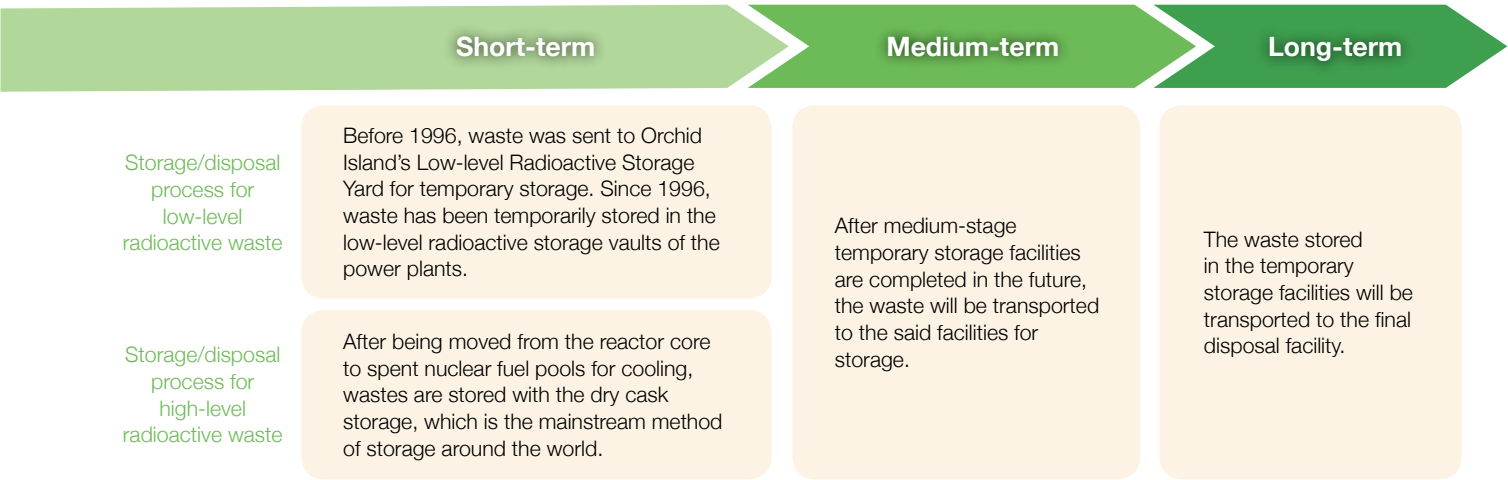 Short-term
Medium-term
Long-term
Storage/disposal
process for
low-level
radioactive waste
Before 1996, waste was sent to Orchid
Island’s Low-level Radioactive Storage
Yard for temporary storage. Since 1996,
waste has been temporarily stored in the
low-level radioactive storage vaults of the
power plants.
Storage/disposal
process for
high-level
radioactive waste
After being moved from the reactor core
to spent nuclear fuel pools for cooling,
wastes are stored with the dry cask
storage, which is the mainstream method
of storage around the world.
After medium-stage
temporary storage facilities
are completed in the future,
the waste will be transported
to the said facilities for
storage.
The waste stored
in the temporary
storage facilities will be
transported to the final
disposal facility.